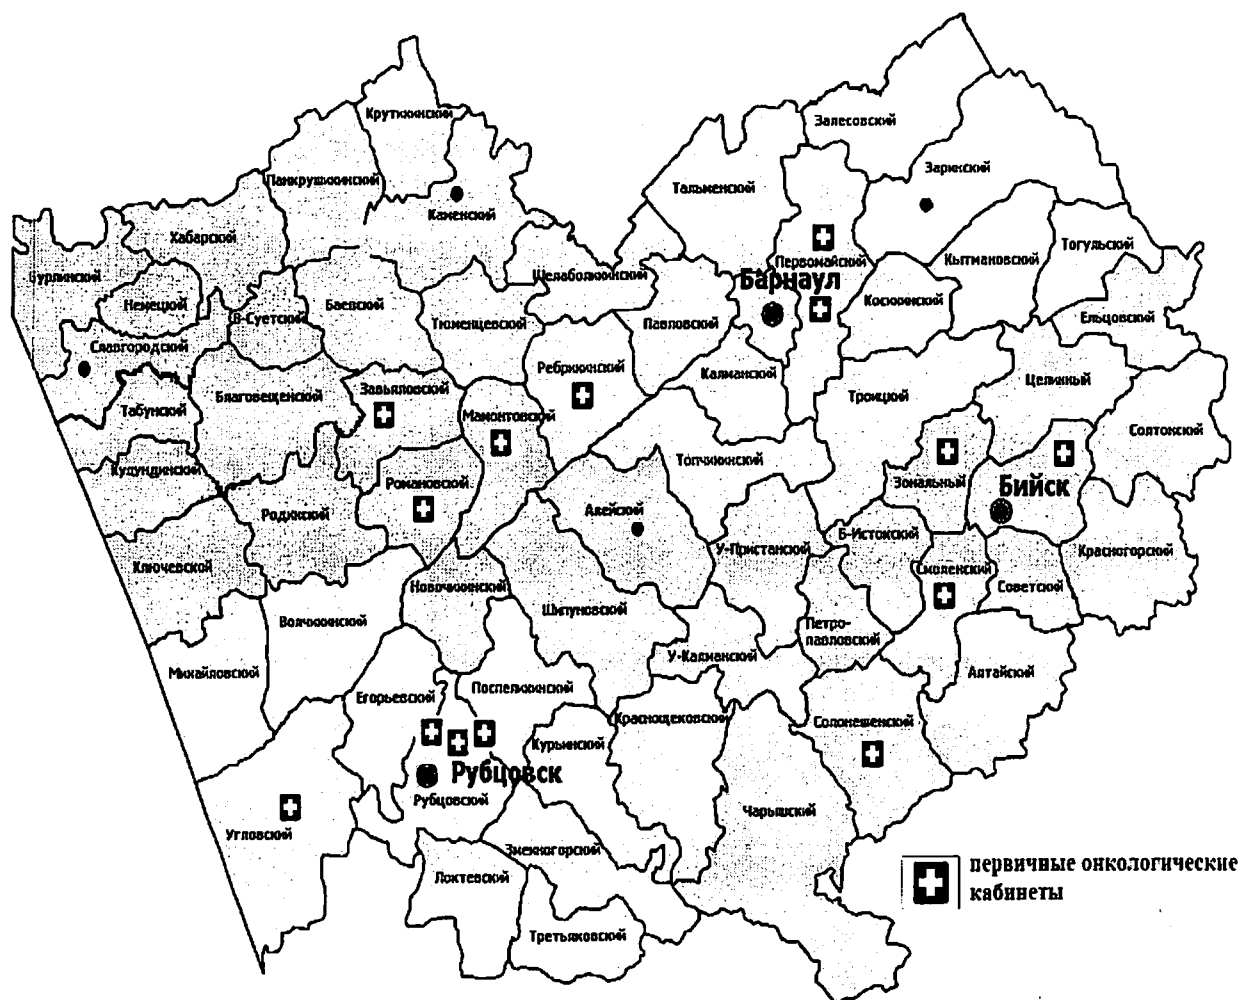 Крутихинский
Залесовский
Заринский
Панкрушихинский
Тальменский
Каменский
Хабарский
Тогульский
Бурлинский
Шелаболихинский
Первомайский
Кытмановский
Барнаул
Немецкий
В-Суетский
Баевский
Косихинский
Тюменцевский
Павловский
Ельцовский
Славгородский
Ребрихинский
Калманский
Целинный
Табунский
Благовещенский
Завьяловский
Мамонтовский
Троицкий
Солтонский
Кулундинский
Романовский
Топчихинский
Зональный
Бийск
Родинский
Алейский
У-Пристанский
Б-Истокский
Красногорский
Ключевской
Новочихинский
Шипуновский
Смоленский
Советский
Волчихинский
Петро-
павловский
Михайловский
У-Калманский
Алтайский
Егорьевский
Поспелихинский
Краснощековский
Солонешенский
Курьинский
Рубцовск
Рубцовский
Угловский
Чарышский
Змеиногорский
Локтевский
Третьяковский
первичные онкологические
кабинеты